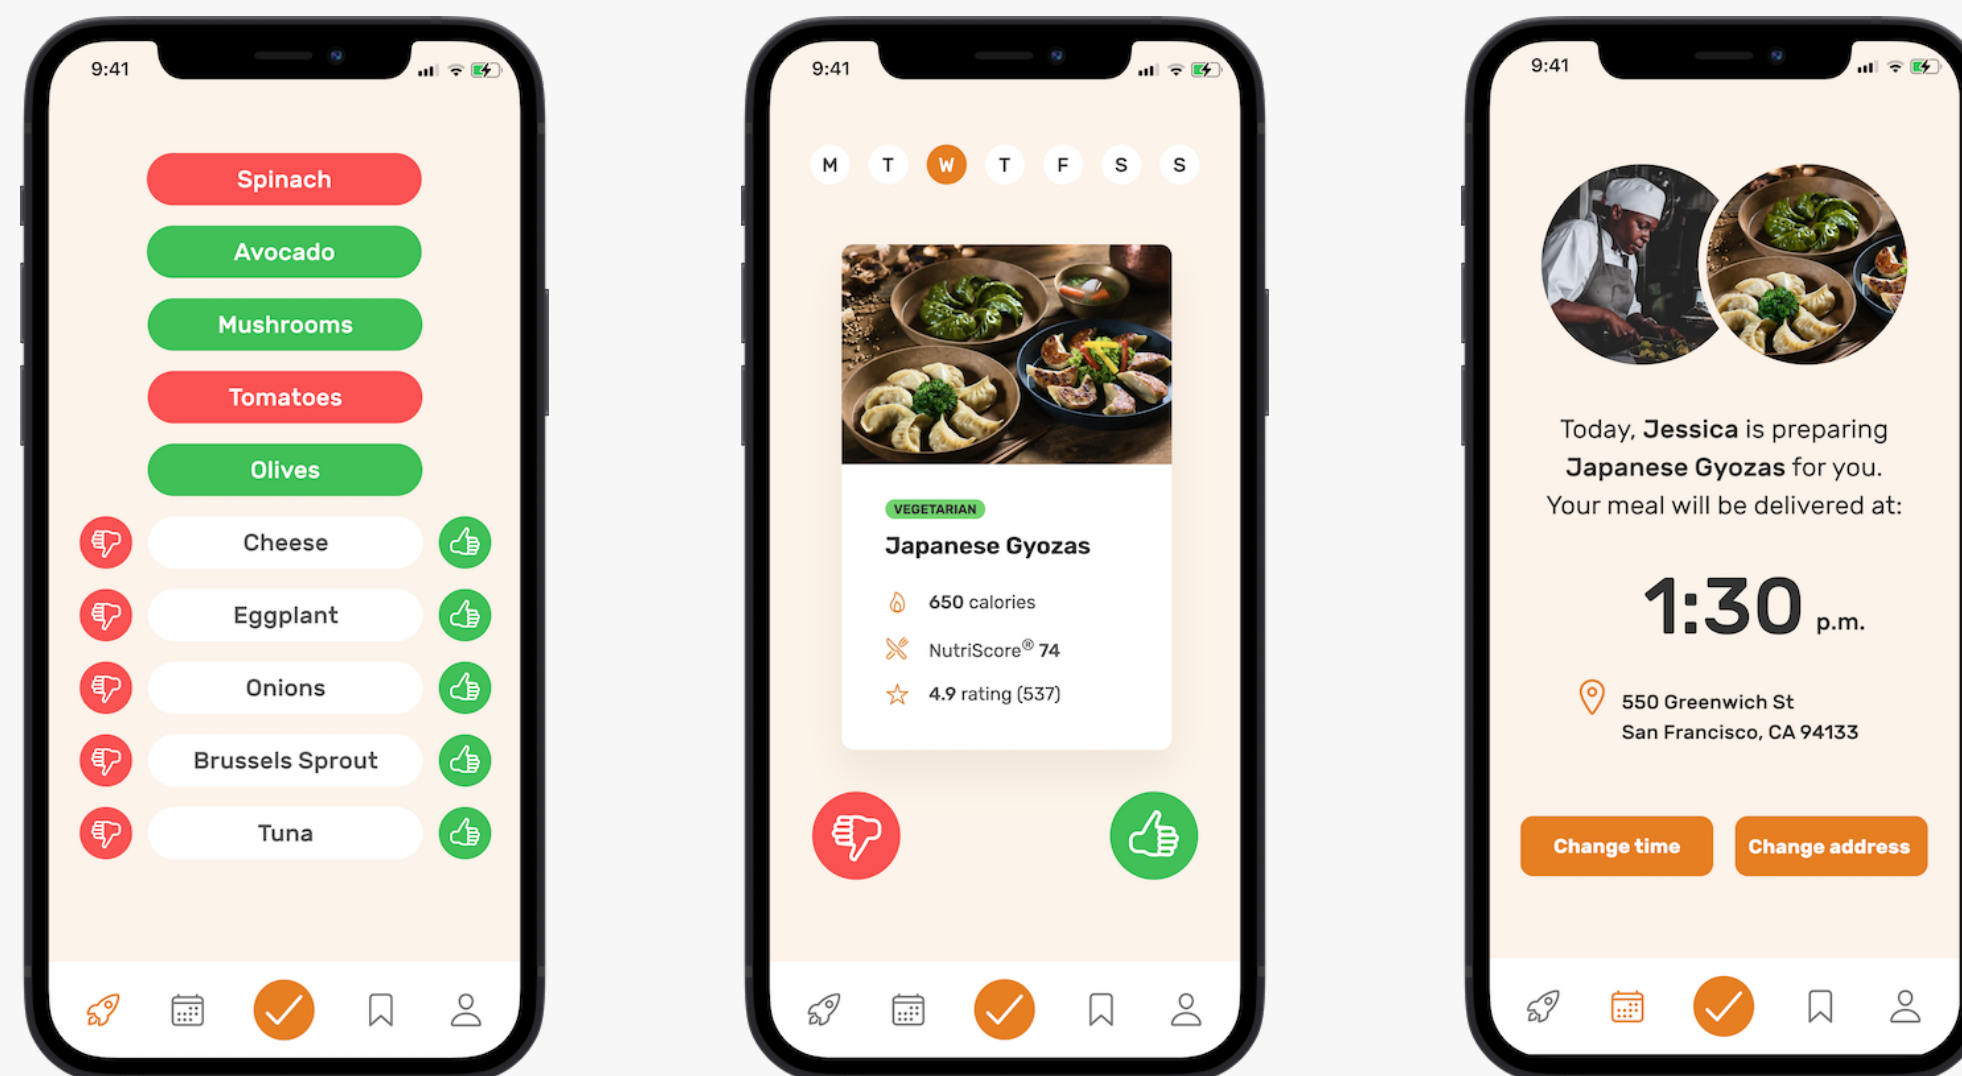 9:41
Spinach
Avocado
Mushrooms
Tomatoes
Olives
Cheese
Eggplant
Onions
Brussels Sprout
Tuna
9:41
M T W T F S S
VEGETARIAN
Japanese Gyozas
650 calories
NutriScore® 74
4.9 rating (537)
9:41
Today, Jessica is preparing
Japanese Gyozas for you.
Your meal will be delivered at:
1:30 p.m.
550 Greenwich St
San Francisco, CA 94133
Change time
Change address